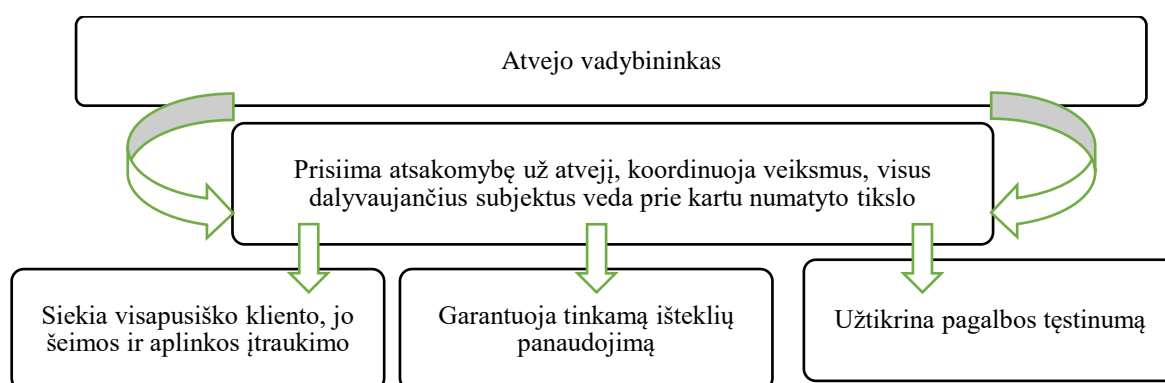 Atvejo vadybininkas
Prisiima atsakomybę už atvejį, koordinuoja veiksmus, visus
dalyvaujančius subjektus veda prie kartu numatyto tikslo
Siekia visapusiško kliento, jo
šeimos ir aplinkos įtraukimo
Garantuoja tinkamą išteklių
panaudojimą
Užtikrina pagalbos tęstinumą